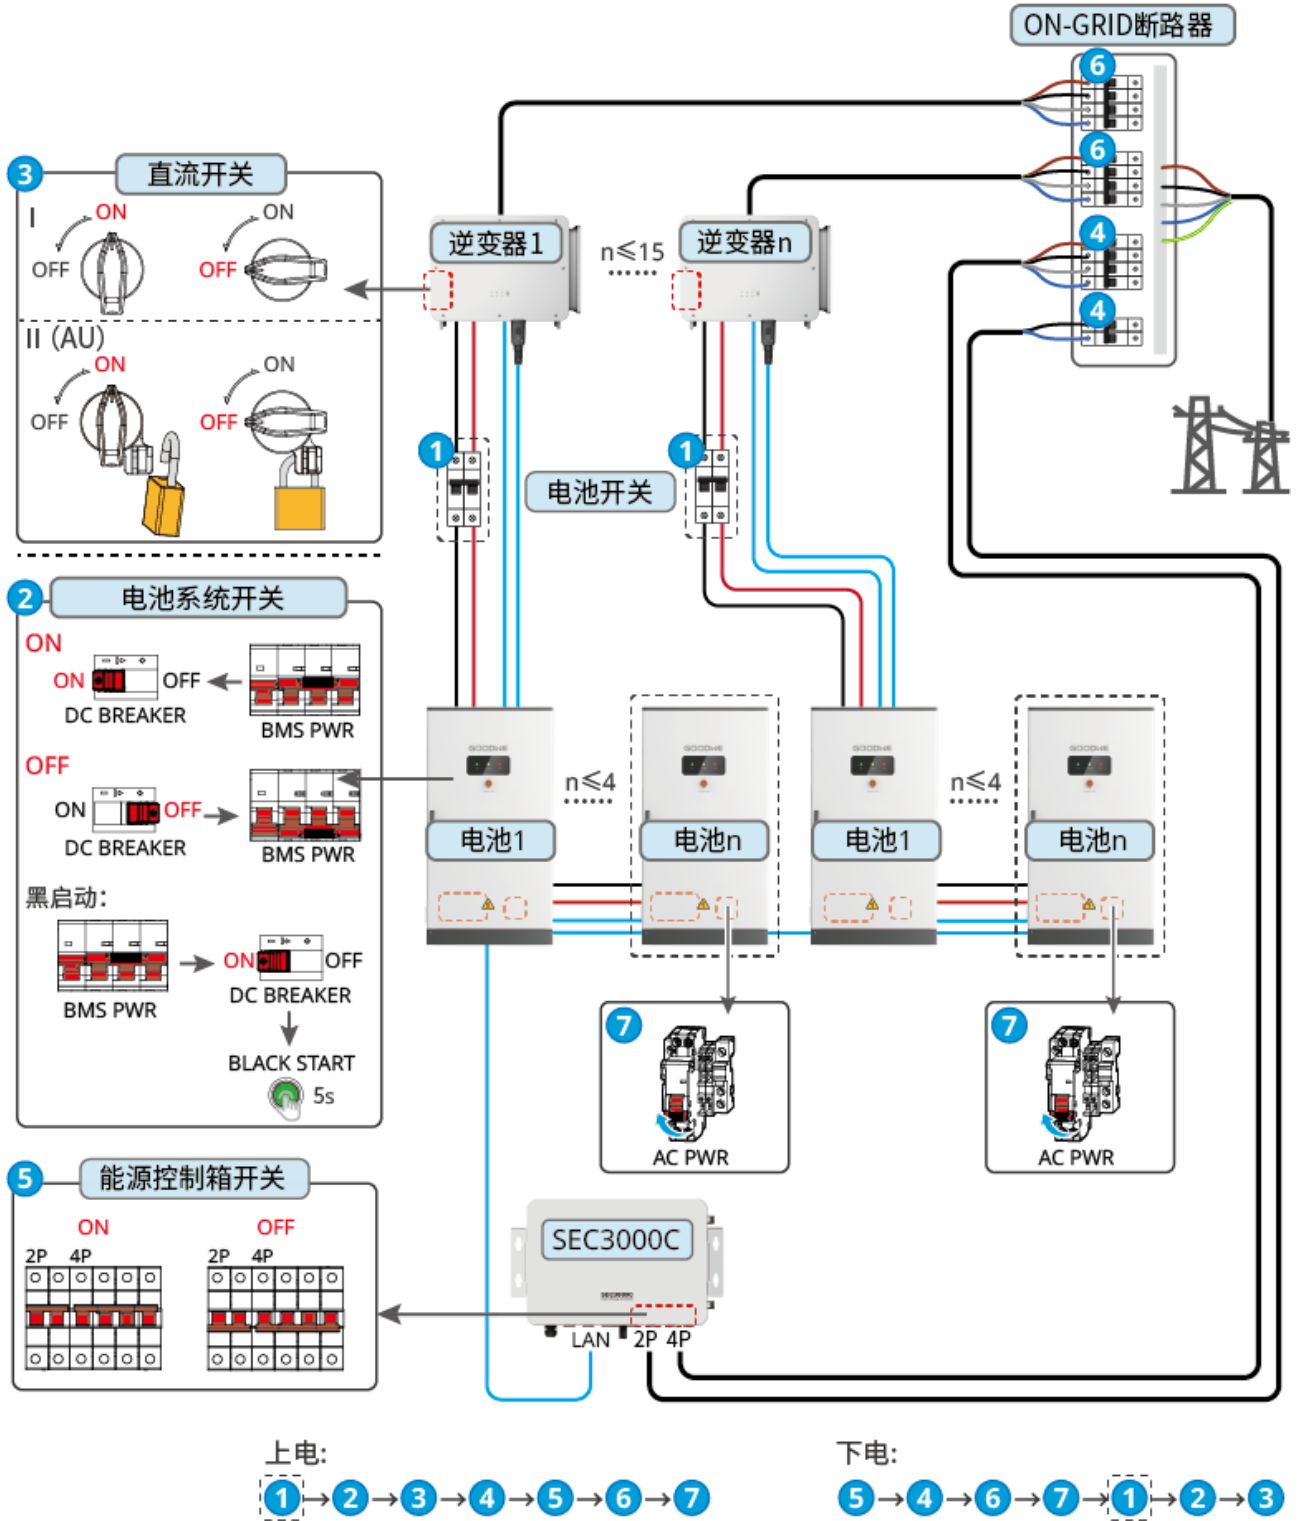 ON-GRID断路器
6
6
4
4
3 直流开关
I
ON
OFF
ON
OFF
II (AU)
ON
OFF
ON
OFF
逆变器1
n≤15
逆变器n
1
电池开关
1
2 电池系统开关
ON
ON OFF
DC BREAKER
BMS PWR
OFF
ON OFF
DC BREAKER
BMS PWR
黑启动:
BMS PWR
ON OFF
DC BREAKER
BLACK START
5s
GOODWE
GOODWE
GOODWE
GOODWE
n≤4
n≤4
电池1
电池n
电池1
电池n
7
AC PWR
7
AC PWR
5 能源控制箱开关
ON
OFF
2P 4P
2P 4P
SEC3000C
SEC3000C
LAN 2P 4P
上电:
1→2→3→4→5→6→7
下电:
5→4→6→7→1→2→3